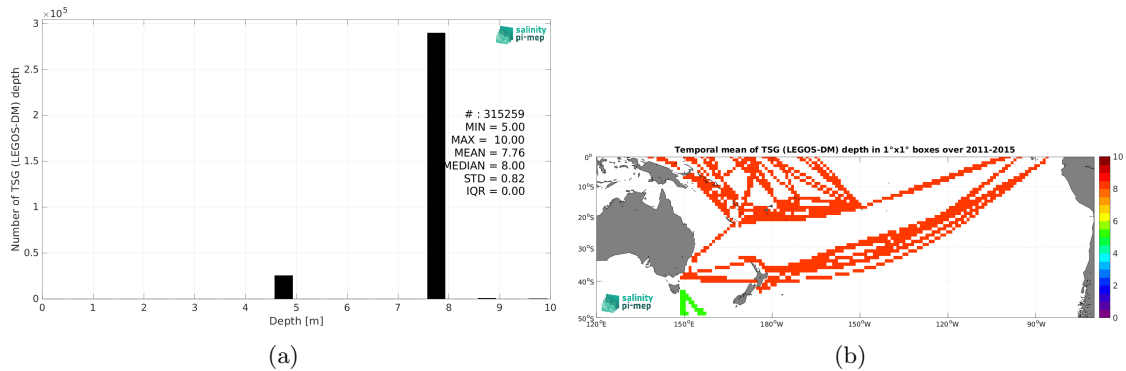 ×10⁵
3
2.5
2
1.5
1
0.5
0
Number of TSG (LEGOS-DM) depth
salinity
pi-mep
# : 315259
MIN = 5.00
MAX = 10.00
MEAN = 7.76
MEDIAN = 8.00
STD = 0.82
IQR = 0.00
0 1 2 3 4 5 6 7 8 9 10
Depth [m]
(a)
Temporal mean of TSG (LEGOS-DM) depth in 1°x1° boxes over 2011-2015
0°
10°S
20°S
30°S
40°S
50°S
salinity
pi-mep
120°E 150°E 180°W 150°W 120°W 90°W
10
8
6
4
2
0
(b)